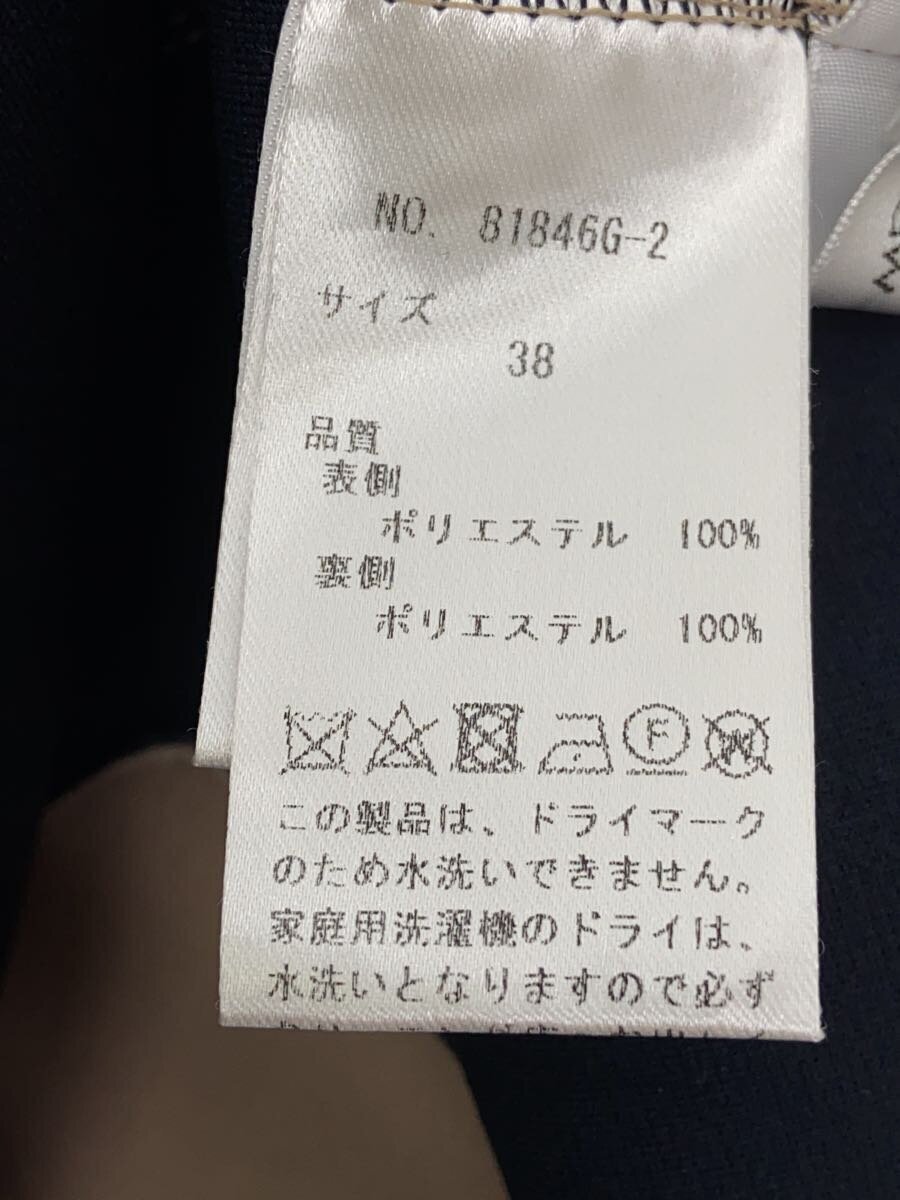 NO. 81846G-2
サイズ
38
品質
表側
ポリエステル 100%
裏側
ポリエステル 100%
F
W
この製品は、ドライマーク
のため水洗いできません。
家庭用洗濯機のドライは、
水洗いとなりますので必ず